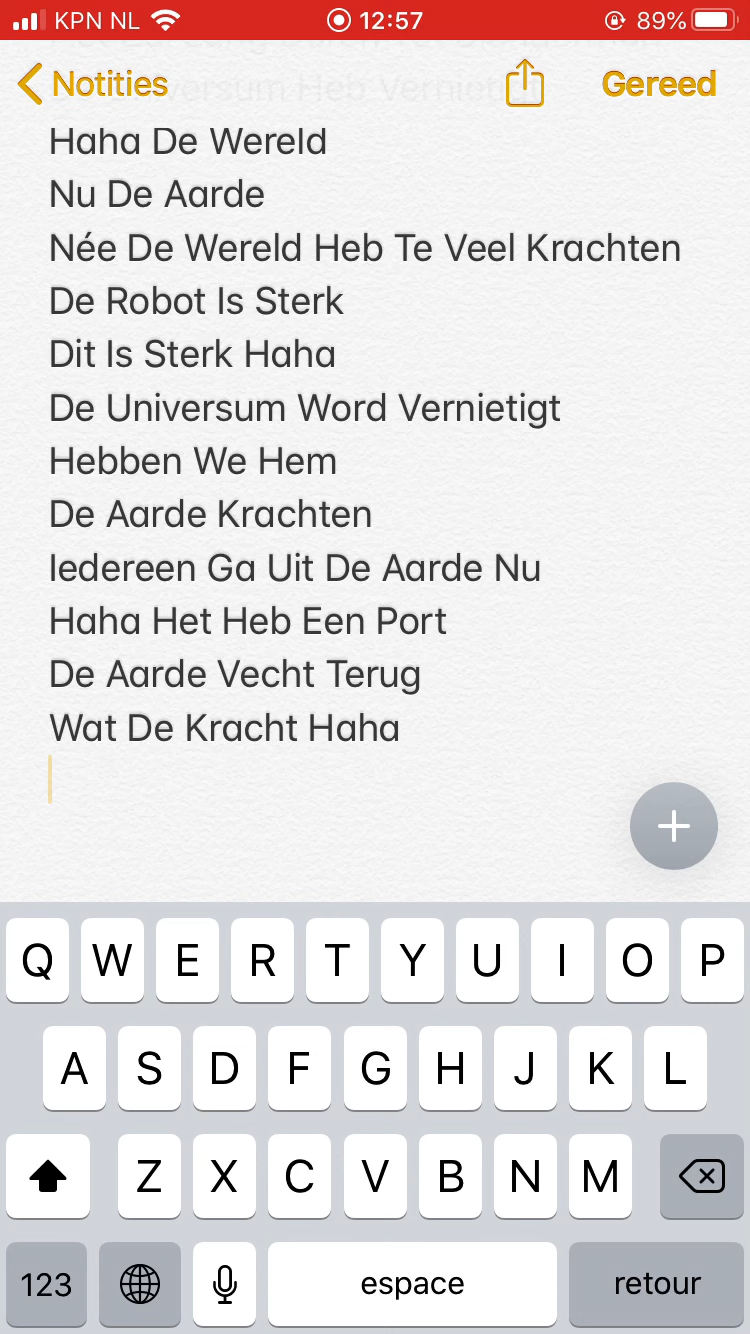 KPN NL 12:57 89%
Notities Gereed
Haha De Wereld
Nu De Aarde
Née De Wereld Heb Te Veel Krachten
De Robot Is Sterk
Dit Is Sterk Haha
De Universum Word Vernietigt
Hebben We Hem
De Aarde Krachten
Iedereen Ga Uit De Aarde Nu
Haha Het Heb Een Port
De Aarde Vecht Terug
Wat De Kracht Haha
Q W E R T Y U I O P
A S D F G H J K L
Z X C V B N M
123 espace retour